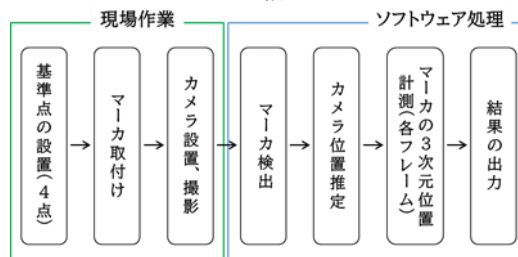 現場作業
ソフトウェア処理
基準点の設置(4点)
マーカ取付け
カメラ設置、撮影
マーカ検出
カメラ位置推定
マーカの3次元位置
計測(各フレーム)
結果の出力